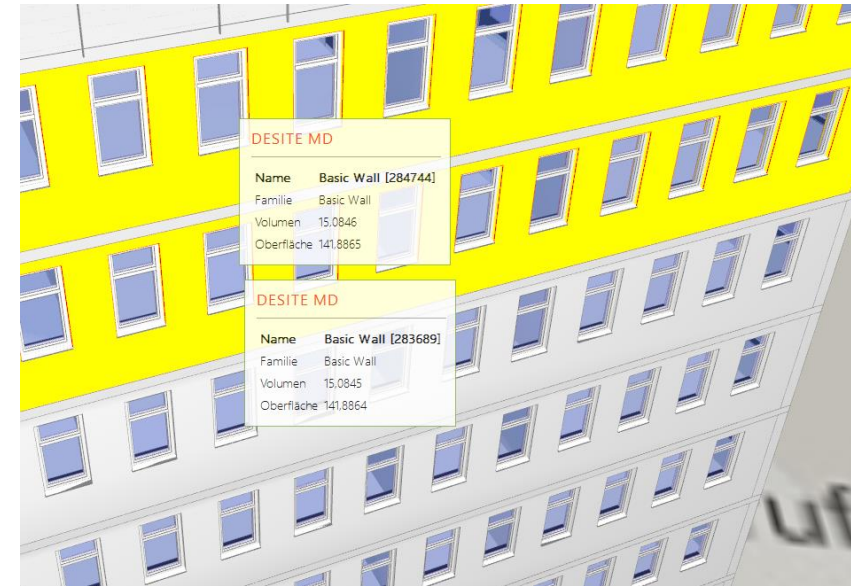 DESITE MD
Name Basic Wall [284744]
Familie Basic Wall
Volumen 15,0846
Oberfläche 141,8865
DESITE MD
Name Basic Wall [283689]
Familie Basic Wall
Volumen 15,0845
Oberfläche 141,8864